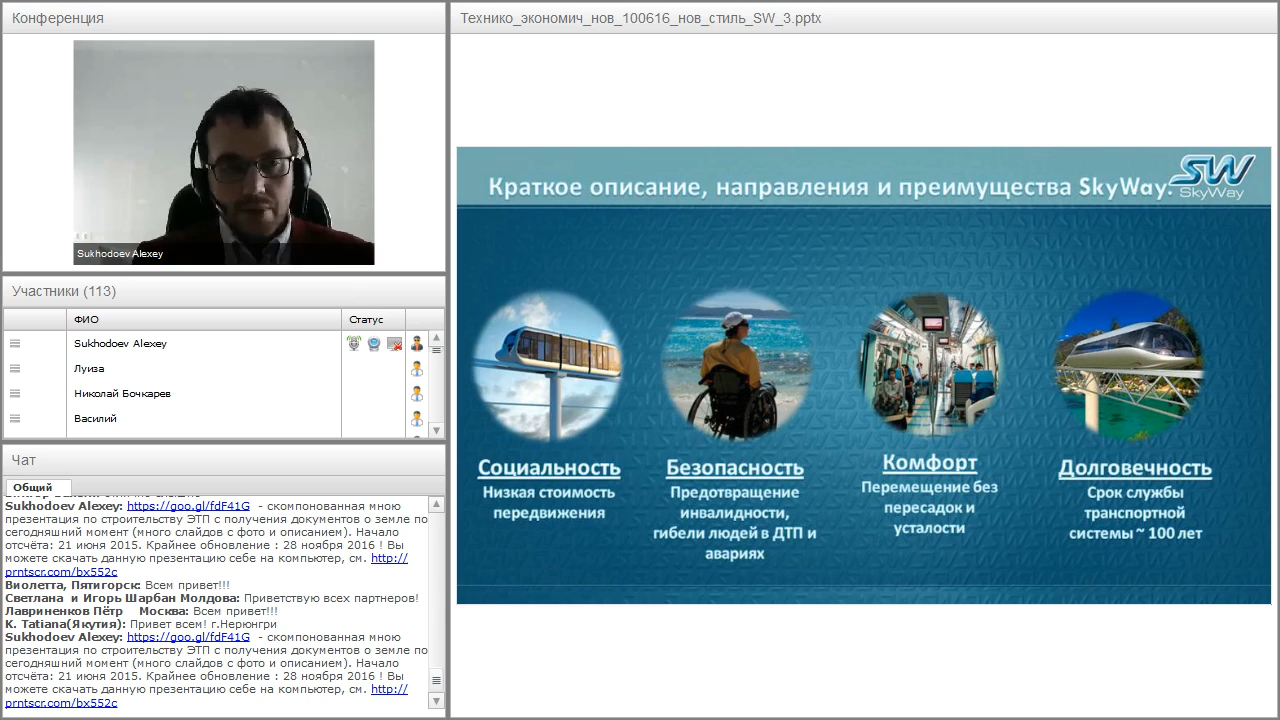 Конференция
Sukhodoev Alexey
Участники (113)
ФИО
Статус
Sukhodoev Alexey
Луиза
Николай Бочкарев
Василий
Чат
Общий
Sukhodoev Alexey: https://goo.gl/fdF41G - скомпонованная мною
презентация по строительству ЭТП с получения документов о земле по
сегодняшний момент (много слайдов с фото и описанием). Начало
отсчёта: 21 июня 2015. Крайнее обновление : 28 ноября 2016 ! Вы
можете скачать данную презентацию себе на компьютер, см. http://
prntscr.com/bx552c
Виолетта, Пятигорск: Всем привет!!!
Светлана и Игорь Шарбан Молдова: Приветствую всех партнеров!
Лавриненков Пётр Москва: Всем привет!!!
K. Tatiana(Якутия): Привет всем! г.Нерюнгри
Sukhodoev Alexey: https://goo.gl/fdF41G - скомпонованная мною
презентация по строительству ЭТП с получения документов о земле по
сегодняшний момент (много слайдов с фото и описанием). Начало
отсчёта: 21 июня 2015. Крайнее обновление : 28 ноября 2016 ! Вы
можете скачать данную презентацию себе на компьютер, см. http://
prntscr.com/bx552c
Технико_экономич_нов_100616_нов_стиль_SW_3.pptx
Краткое описание, направления и преимущества SkyWay.
SW
SkyWay
Социальность
Низкая стоимость
передвижения
Безопасность
Предотвращение
инвалидности,
гибели людей в ДТП и
авариях
Комфорт
Перемещение без
пересадок и
усталости
Долговечность
Срок службы
транспортной
системы ~ 100 лет